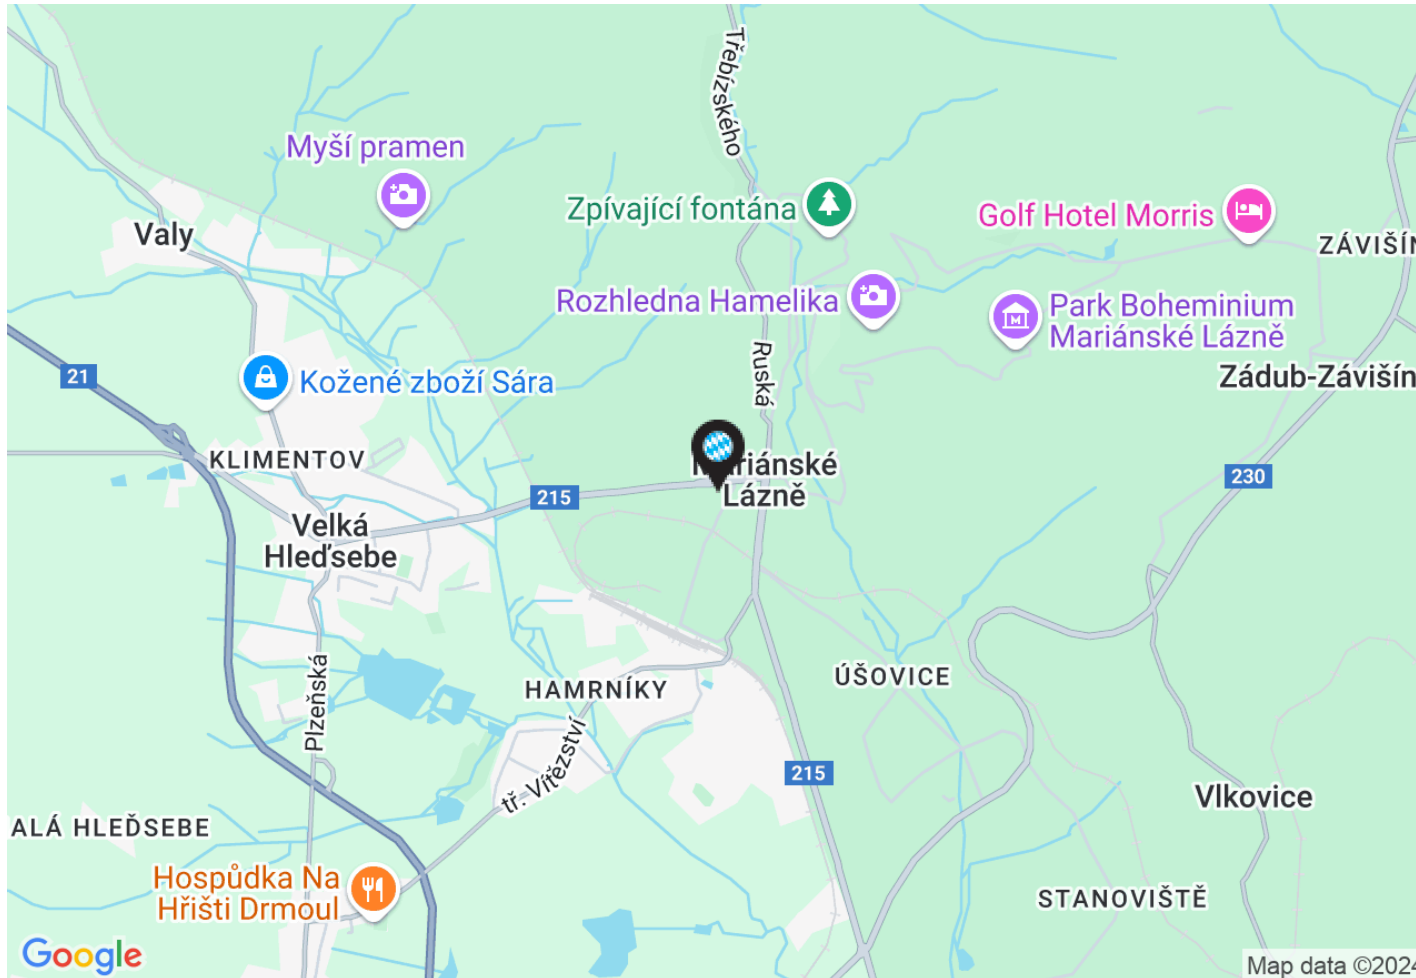 Třebízského
Myší pramen
Zpívající fontána
Golf Hotel Morris
Valy
ZÁVIŠÍN
Rozhledna Hamelika
Park Boheminium
Mariánské Lázně
Ruská
21
Kožené zboží Sára
Zádub-Závišín
KLIMENTOV
Mariánské
Lázně
215
230
Velká
Hleďsebe
Plzeňská
HAMRNÍKY
ÚŠOVICE
tř. Vítězství
215
Vlkovice
ALÁ HLEĎSEBE
Hospůdka Na
Hřišti Drmoul
STANOVIŠTĚ
Google
Map data ©2024